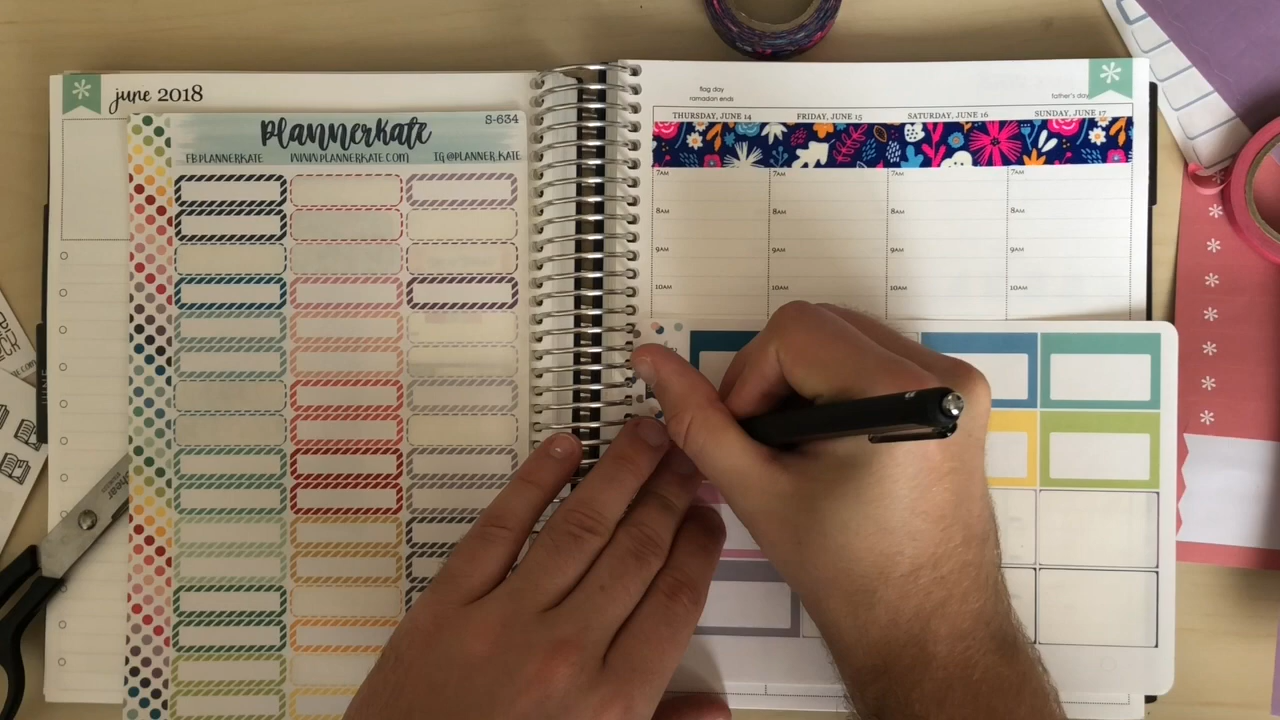 june 2018
plannerkate
S-634
FB:PLANNERKATE WWW.PLANNERKATE.COM IG@PLANNER.KATE
flag day
ramadan ends
father's day
THURSDAY, JUNE 14 FRIDAY, JUNE 15 SATURDAY, JUNE 16 SUNDAY, JUNE 17
7AM 7AM 7AM 7AM
8AM 8AM 8AM 8AM
9AM 9AM 9AM 9AM
10AM 10AM 10AM 10AM
JUNE